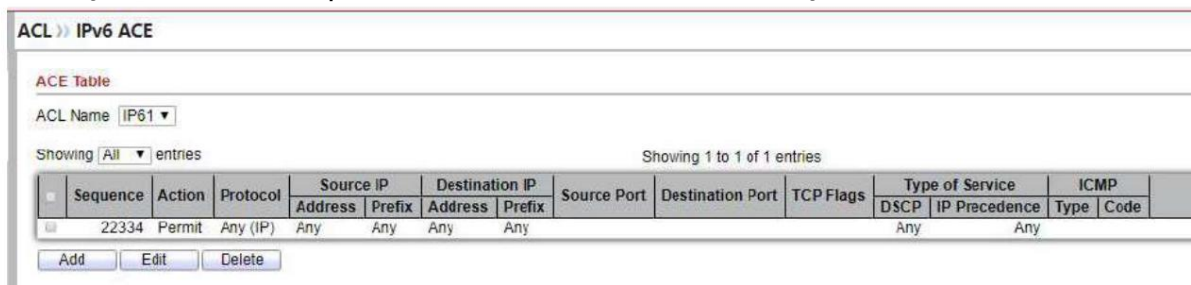 ACL » IPv6 ACE
ACE Table
ACL Name IP61 ▼
Showing All ▼ entries Showing 1 to 1 of 1 entries
Sequence Action Protocol Source IP Destination IP Source Port Destination Port TCP Flags Type of Service ICMP
Address Prefix Address Prefix DSCP IP Precedence Type Code
22334 Permit Any (IP) Any Any Any Any Any Any
Add Edit Delete